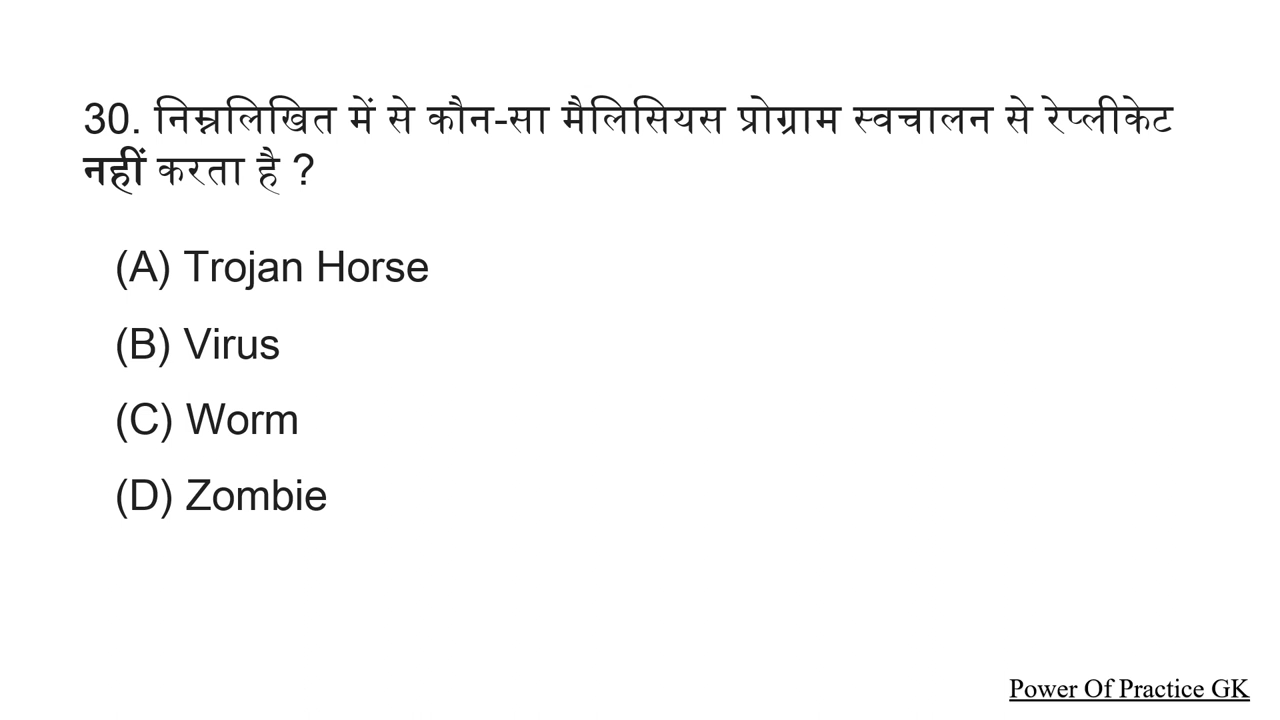 30. निम्नलिखित में से कौन-सा मैलिसियस प्रोग्राम स्वचालन से रेप्लीकेट
नहीं करता है ?
(A) Trojan Horse
(B) Virus
(C) Worm
(D) Zombie
Power Of Practice GK